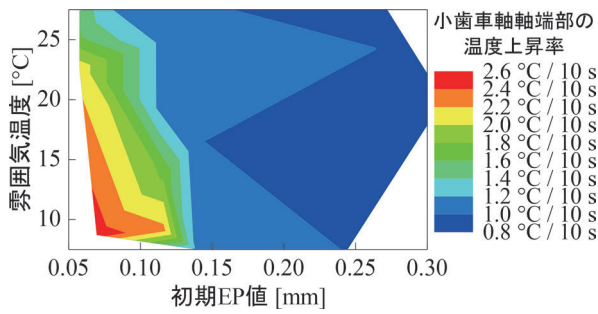 小歯車軸軸端部の
温度上昇率
2.6 °C / 10 s
2.4 °C / 10 s
2.2 °C / 10 s
2.0 °C / 10 s
1.8 °C / 10 s
1.6 °C / 10 s
1.4 °C / 10 s
1.2 °C / 10 s
1.0 °C / 10 s
0.8 °C / 10 s
雰囲気温度 [°C]
25
20
15
10
0.05 0.10 0.15 0.20 0.25 0.30
初期EP値 [mm]